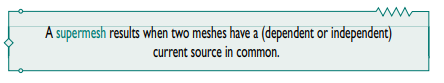 A supermesh results when two meshes have a (dependent or independent)
current source in common.